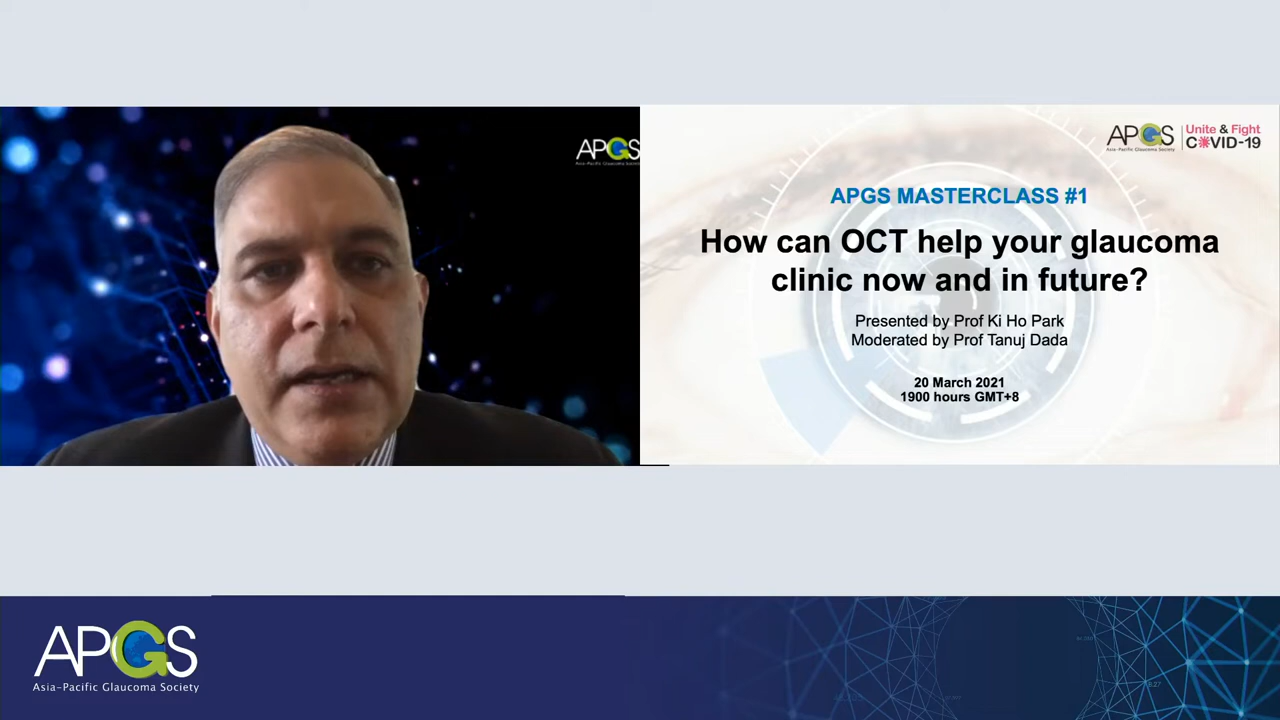 APGS
Asia-Pacific Glaucoma Society
APGS
Asia-Pacific Glaucoma Society
Unite & Fight
COVID-19
APGS MASTERCLASS #1
How can OCT help your glaucoma
clinic now and in future?
Presented by Prof Ki Ho Park
Moderated by Prof Tanuj Dada
20 March 2021
1900 hours GMT+8
APGS
Asia-Pacific Glaucoma Society